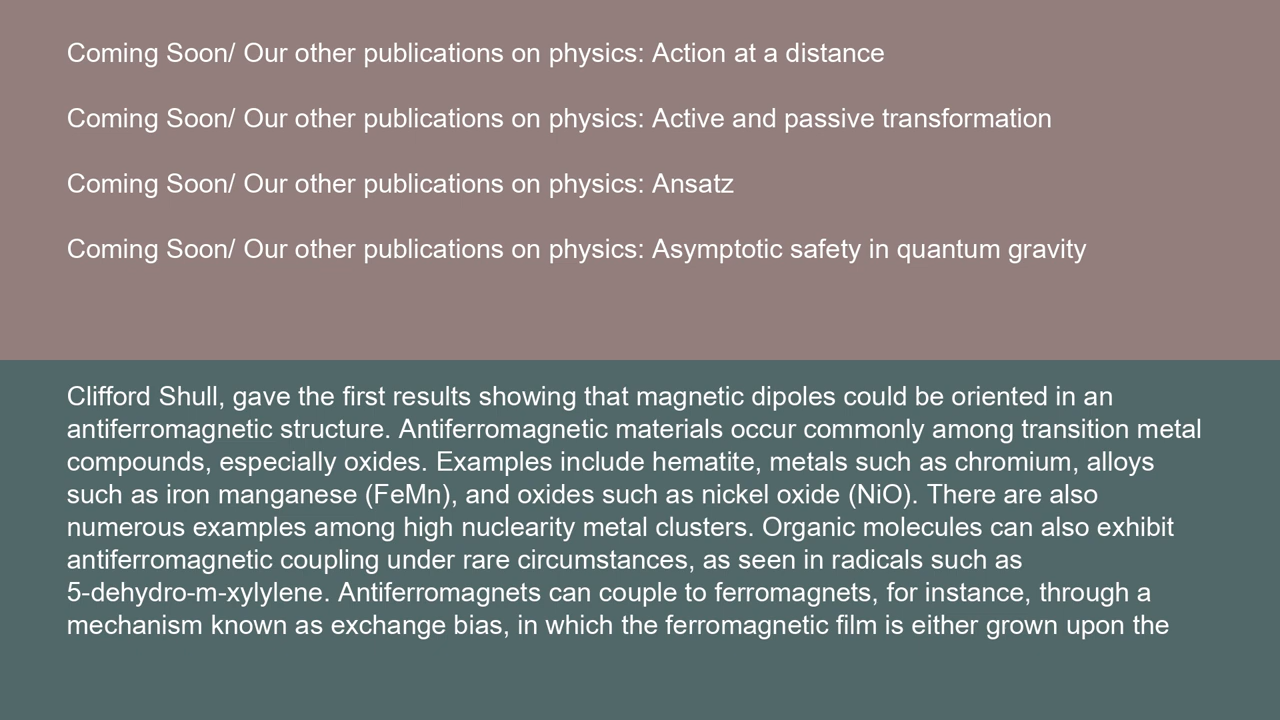 Coming Soon/ Our other publications on physics: Action at a distance
Coming Soon/ Our other publications on physics: Active and passive transformation
Coming Soon/ Our other publications on physics: Ansatz
Coming Soon/ Our other publications on physics: Asymptotic safety in quantum gravity
Clifford Shull, gave the first results showing that magnetic dipoles could be oriented in an
antiferromagnetic structure. Antiferromagnetic materials occur commonly among transition metal
compounds, especially oxides. Examples include hematite, metals such as chromium, alloys
such as iron manganese (FeMn), and oxides such as nickel oxide (NiO). There are also
numerous examples among high nuclearity metal clusters. Organic molecules can also exhibit
antiferromagnetic coupling under rare circumstances, as seen in radicals such as
5-dehydro-m-xylylene. Antiferromagnets can couple to ferromagnets, for instance, through a
mechanism known as exchange bias, in which the ferromagnetic film is either grown upon the